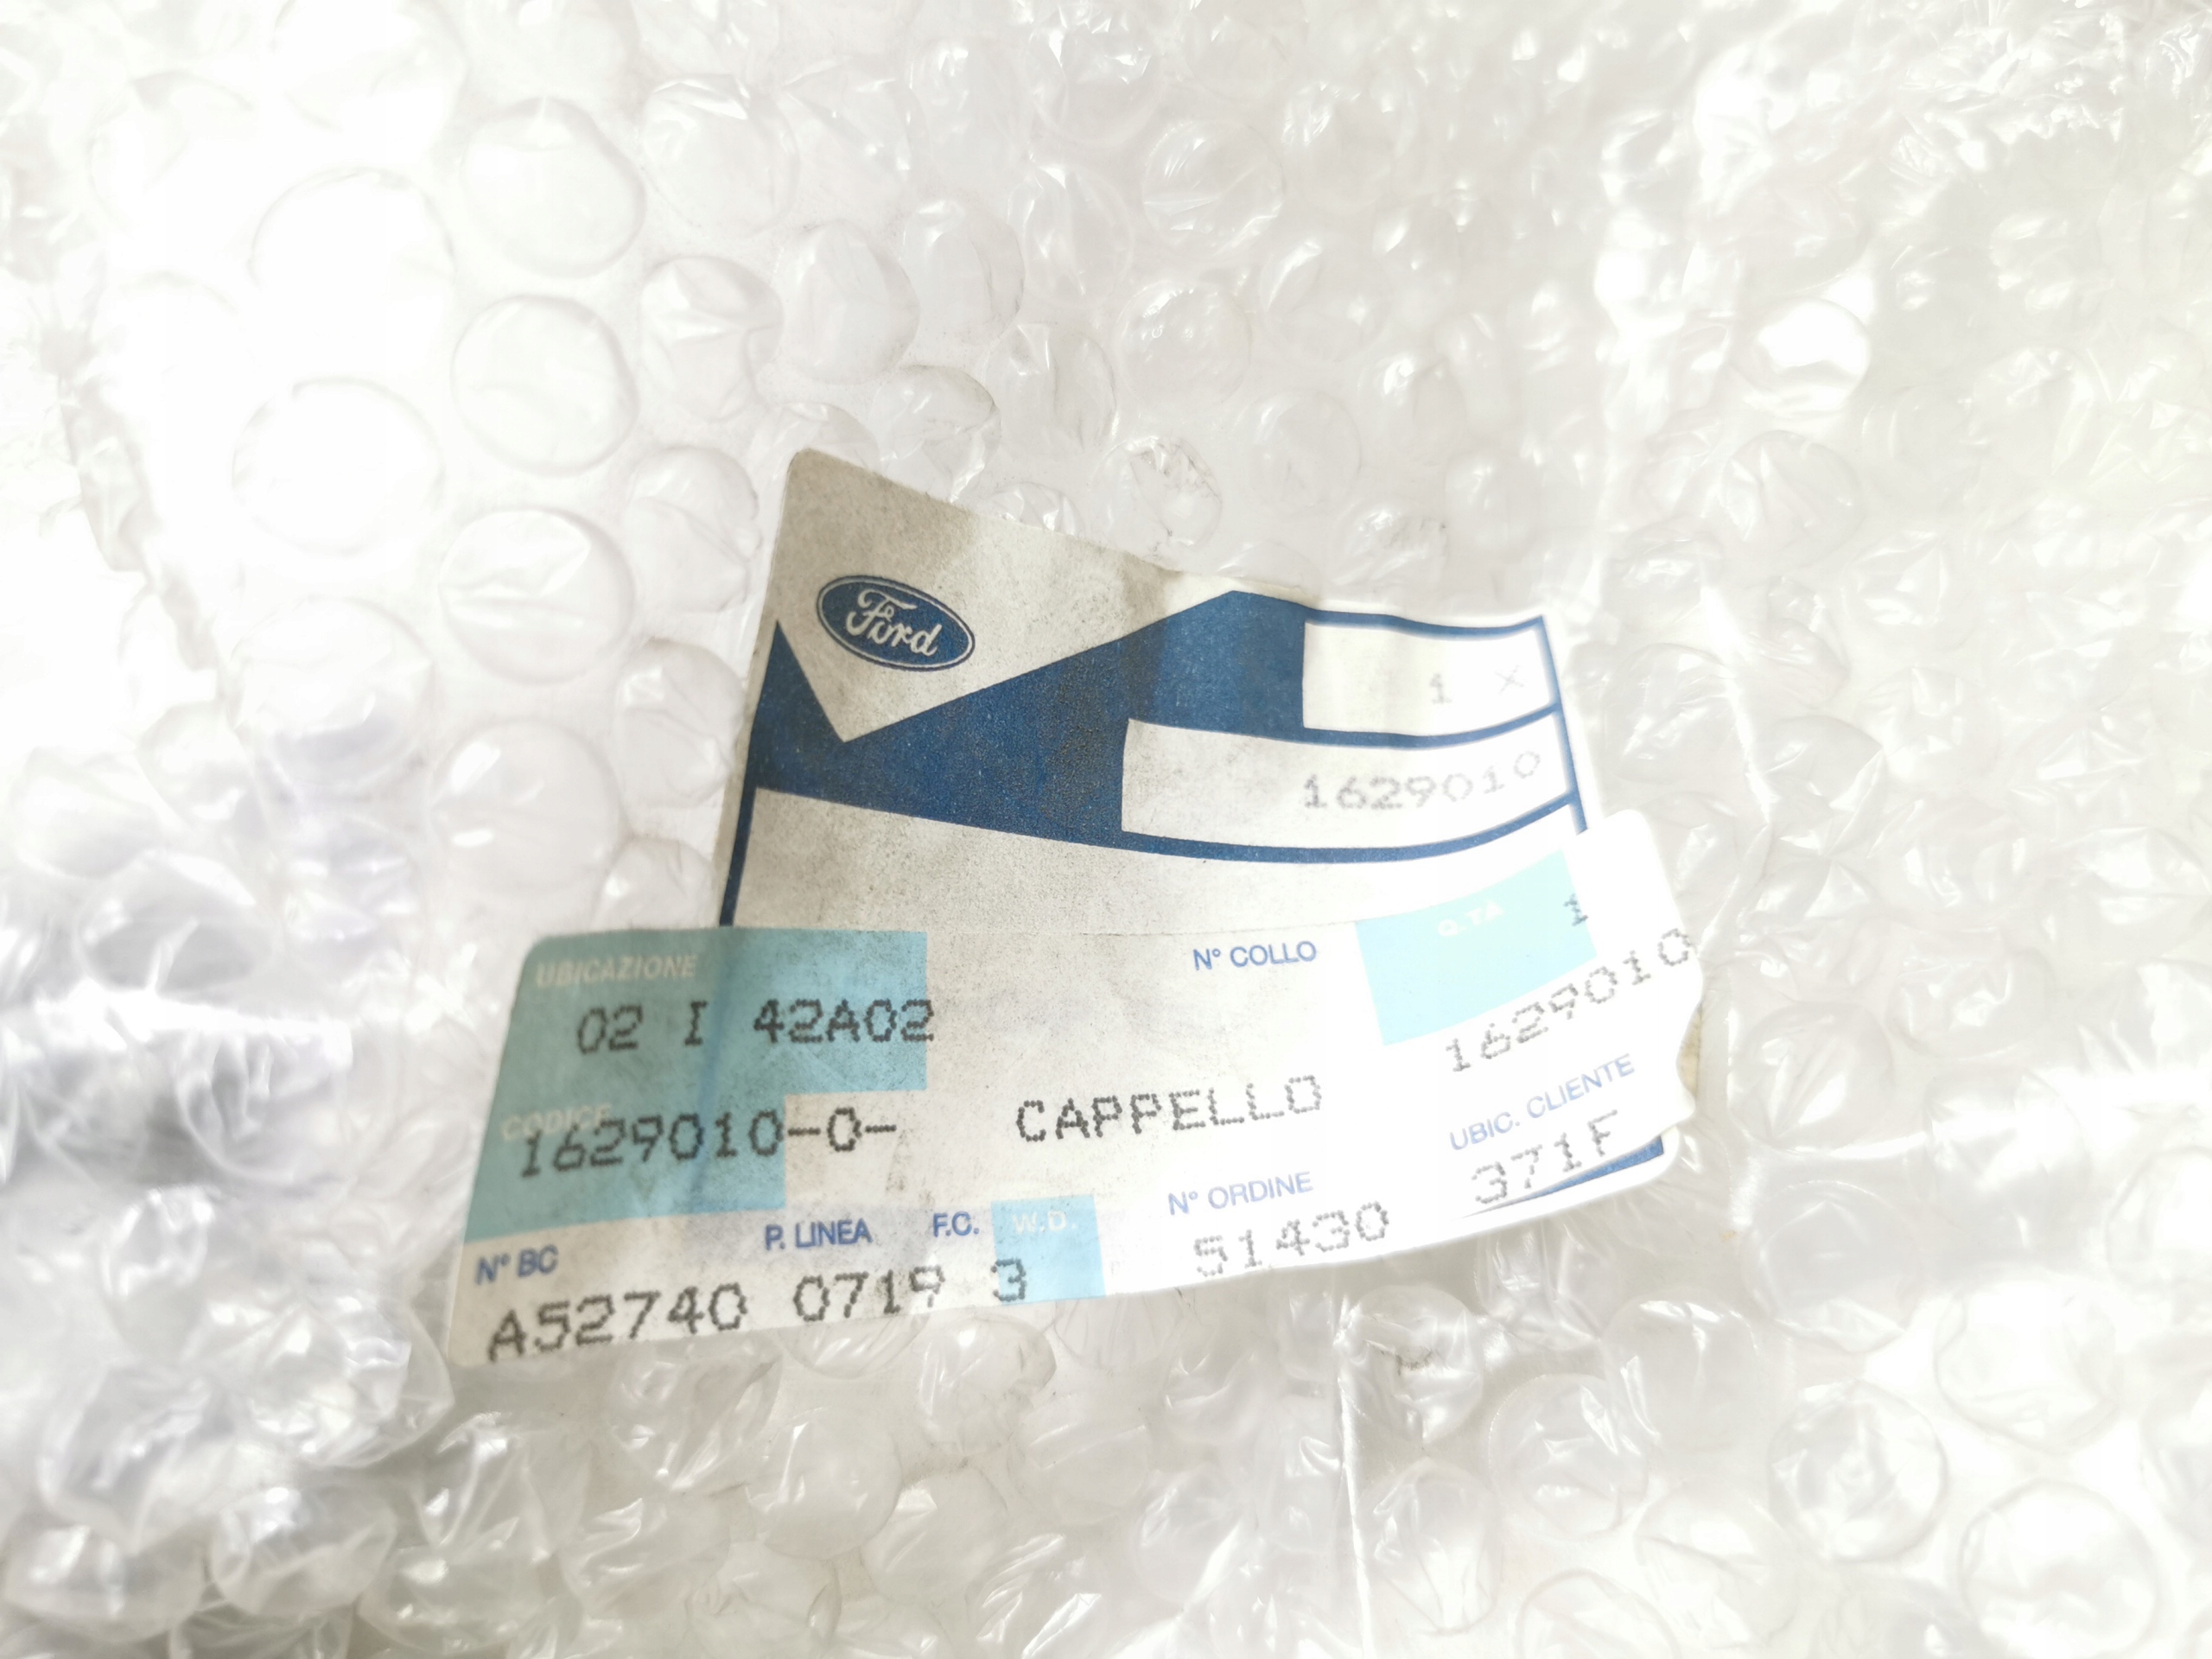 Ford
1 X
1629010
UBICAZIONE
N° COLLO
Q.TÀ
1
02 I 42A02
1629010
CODICE
1629010-0-
CAPPELLO
UBIC. CLIENTE
371F
N° BC
P. LINEA
F.C.
W.D.
N° ORDINE
A52740 0719 3
51430